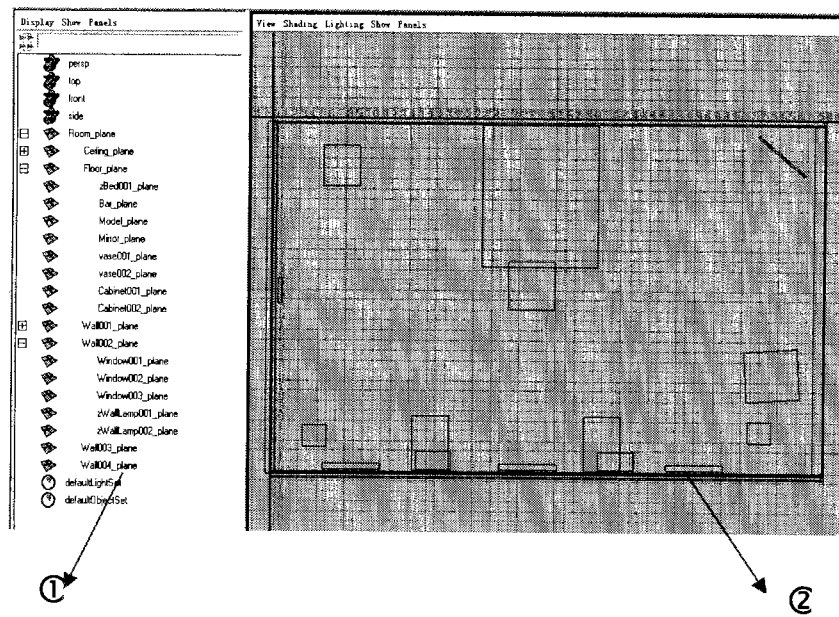 Display Show Panels
View Shading Lighting Show Panels
persp
top
front
side
Room_plane
Ceiling_plane
Floor_plane
zBed001_plane
Bar_plane
Model_plane
Mirror_plane
vase001_plane
vase002_plane
Cabinet001_plane
Cabinet002_plane
Wall001_plane
Wall002_plane
Window001_plane
Window002_plane
Window003_plane
zWallLamp001_plane
zWallLamp002_plane
Wall003_plane
Wall004_plane
defaultLightSet
defaultObjectSet
①
②